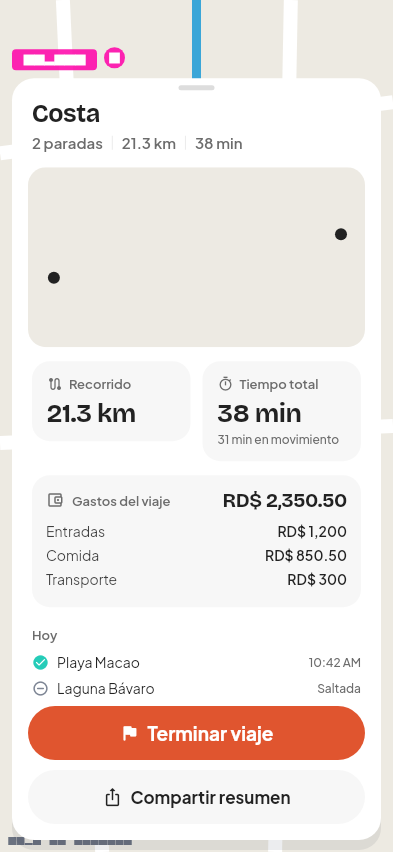 Costa
2 paradas 21.3 km 38 min
Recorrido
21.3 km
Tiempo total
38 min
31 min en movimiento
Gastos del viaje RD$ 2,350.50
Entradas RD$ 1,200
Comida RD$ 850.50
Transporte RD$ 300
Hoy
Playa Macao 10:42 AM
Laguna Bávaro Saltada
Terminar viaje
Compartir resumen